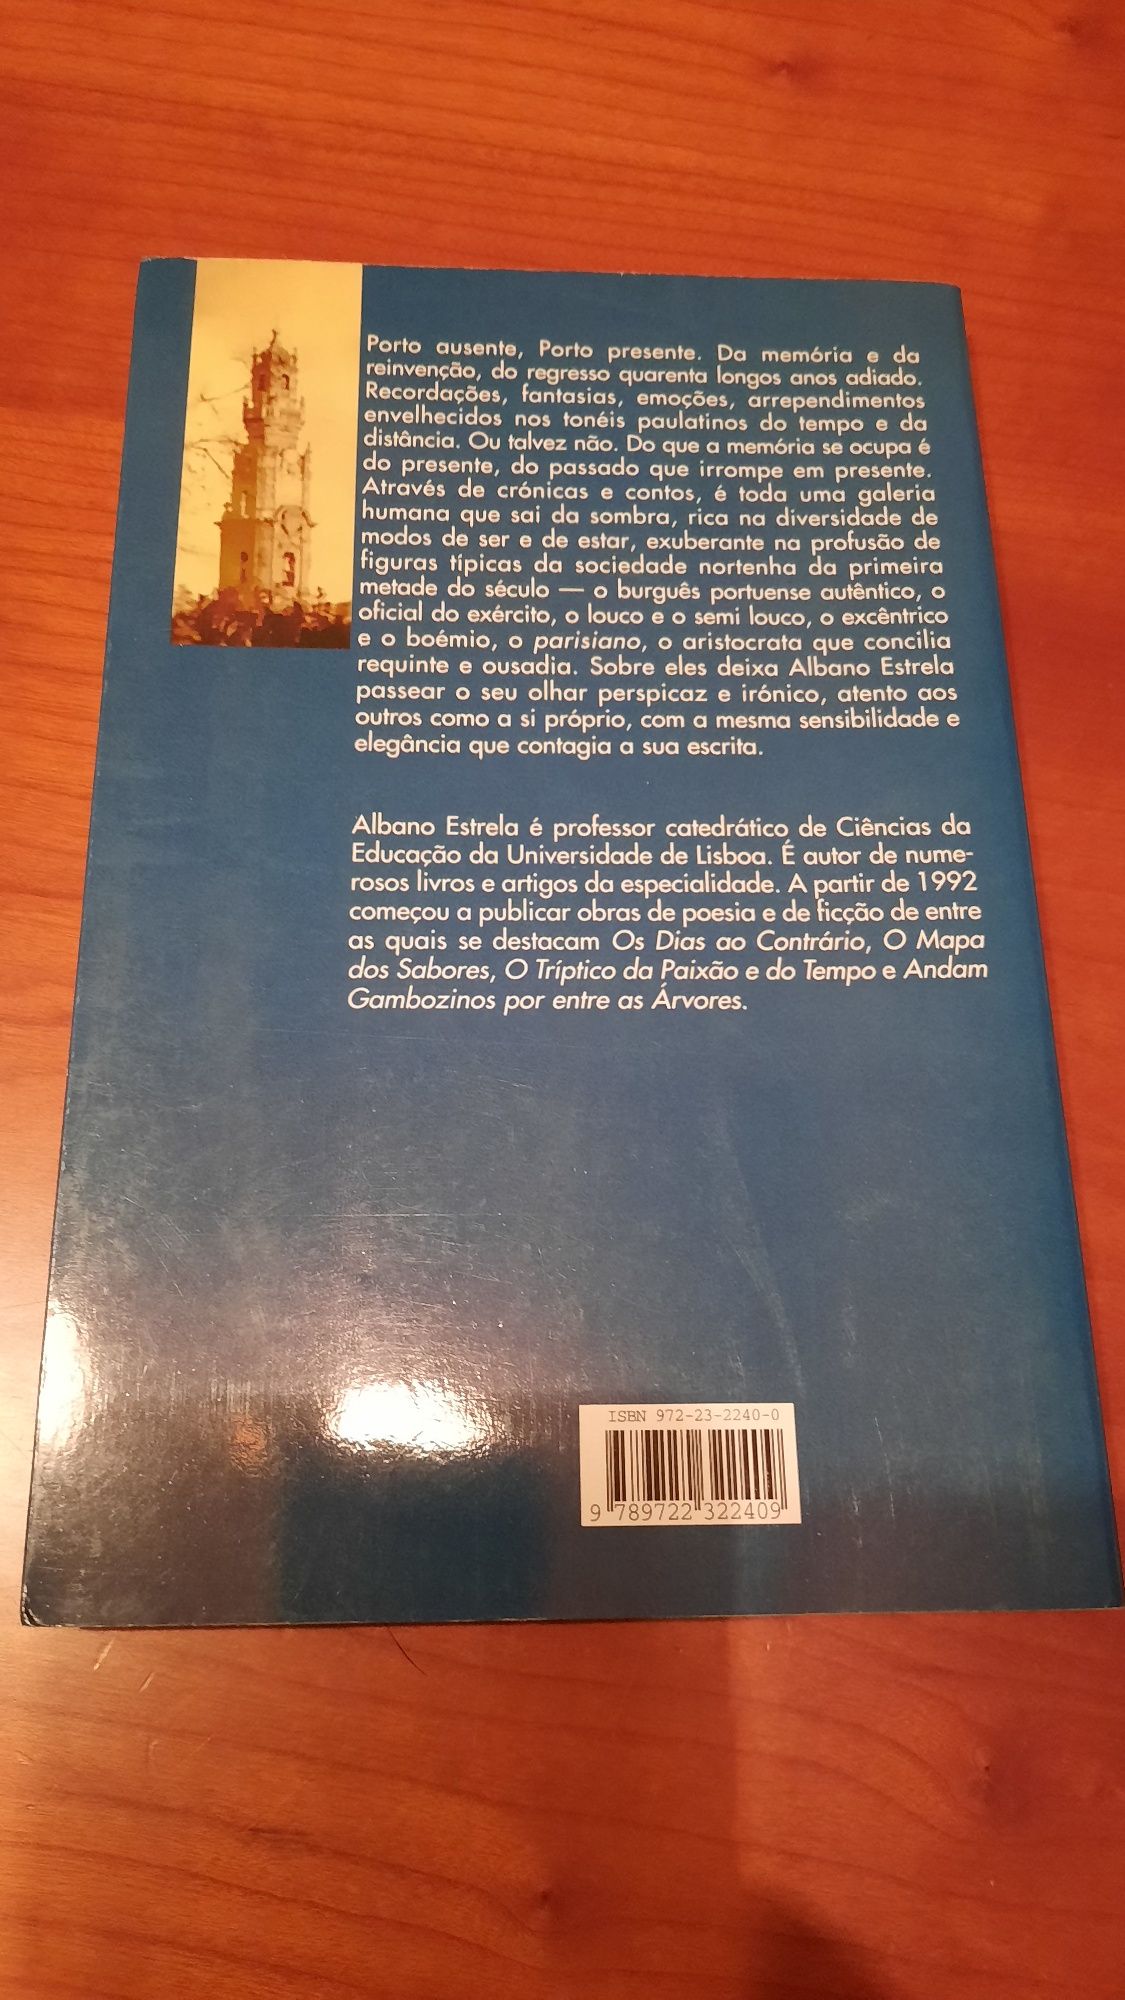 Porto ausente, Porto presente. Da memória e da
reinvenção, do regresso quarenta longos anos adiado.
Recordações, fantasias, emoções, arrependimentos
envelhecidos nos tonéis paulatinos do tempo e da
distância. Ou talvez não. Do que a memória se ocupa é
do presente, do passado que irrompe em presente.
Através de crónicas e contos, é toda uma galeria
humana que sai da sombra, rica na diversidade de
modos de ser e de estar, exuberante na profusão de
figuras típicas da sociedade nortenha da primeira
metade do século — o burguês portuense autêntico, o
oficial do exército, o louco e o semi louco, o excêntrico
e o boémio, o parisiano, o aristocrata que concilia
requinte e ousadia. Sobre eles deixa Albano Estrela
passear o seu olhar perspicaz e irónico, atento aos
outros como a si próprio, com a mesma sensibilidade e
elegância que contagia a sua escrita.
Albano Estrela é professor catedrático de Ciências da
Educação da Universidade de Lisboa. É autor de nume-
rosos livros e artigos da especialidade. A partir de 1992
começou a publicar obras de poesia e de ficção de entre
as quais se destacam Os Dias ao Contrário, O Mapa
dos Sabores, O Tríptico da Paixão e do Tempo e Andam
Gambozinos por entre as Árvores.
ISBN 972-23-2240-0
9 789722 322409